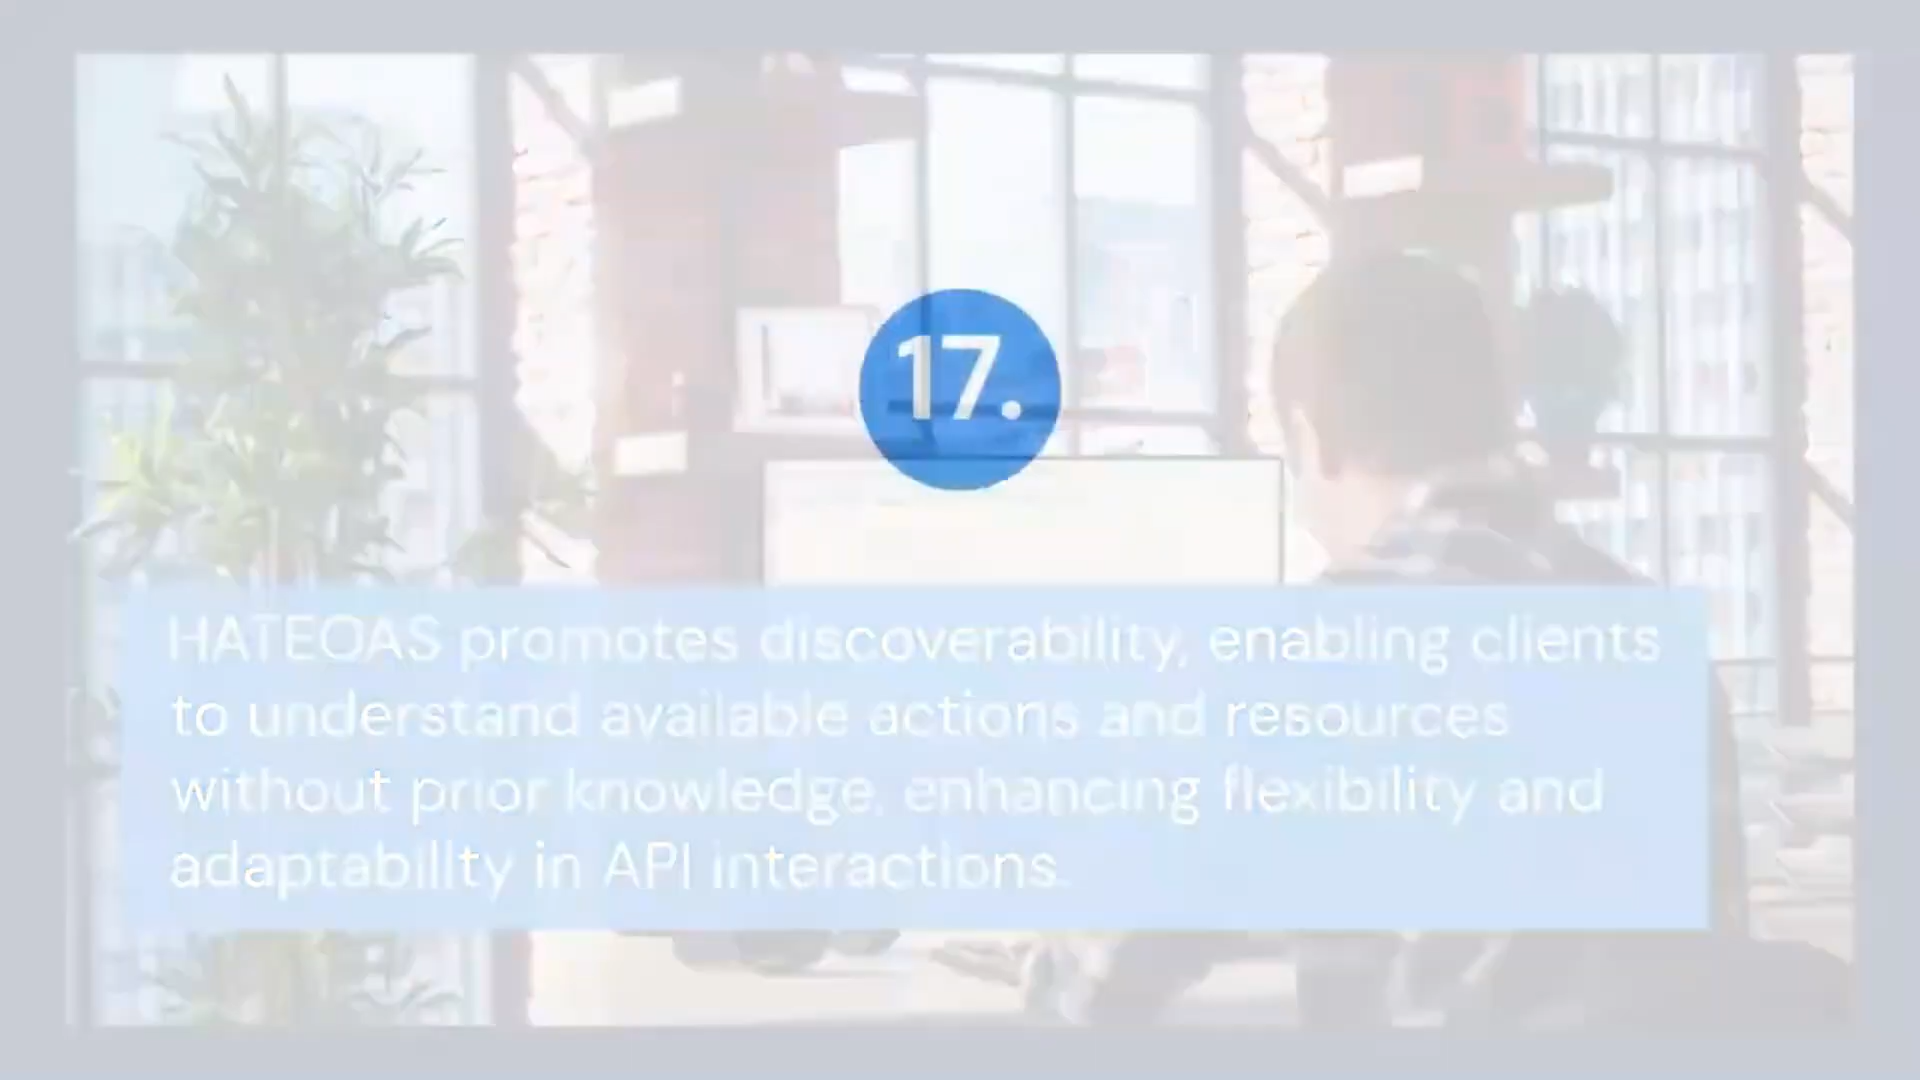 17.
HATEOAS promotes discoverability, enabling clients
to understand available actions and resources
without prior knowledge, enhancing flexibility and
adaptability in API interactions.